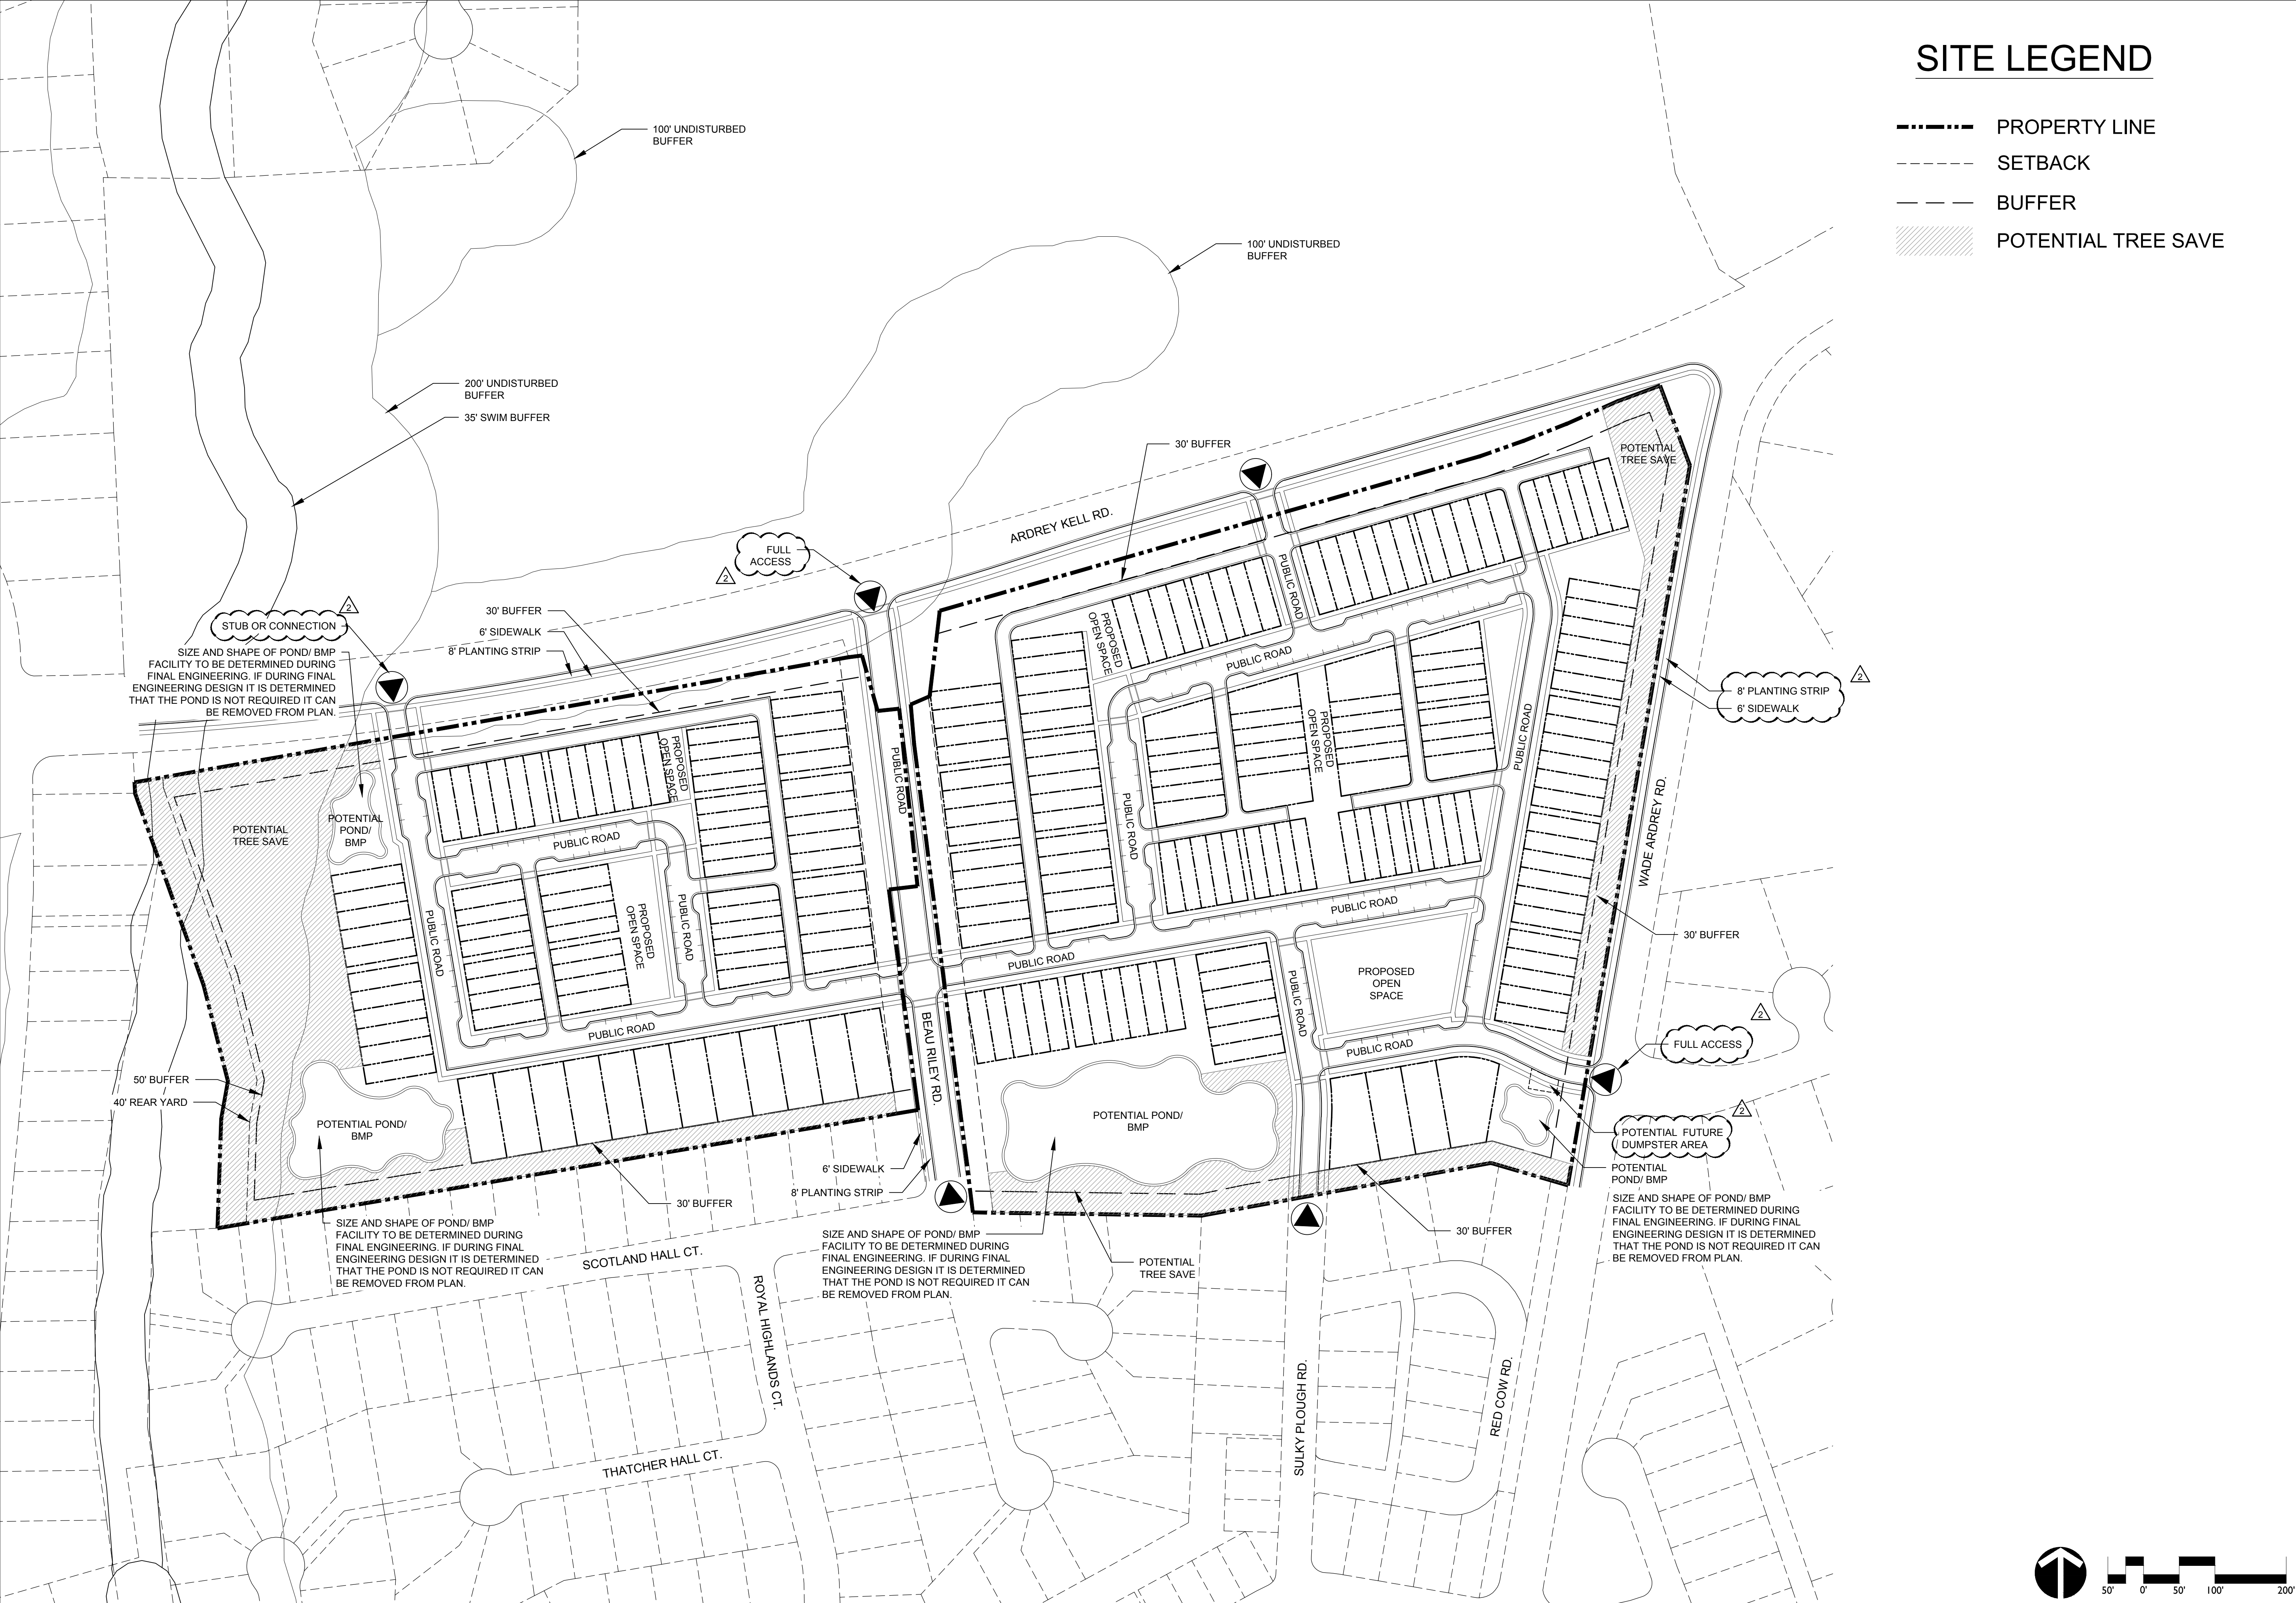 SITE LEGEND
PROPERTY LINE
SETBACK
BUFFER
POTENTIAL TREE SAVE
100' UNDISTURBED
BUFFER
100' UNDISTURBED
BUFFER
200' UNDISTURBED
BUFFER
35' SWIM BUFFER
30' BUFFER
ARDREY KELL RD.
POTENTIAL
TREE SAVE
FULL
ACCESS
2
2
STUB OR CONNECTION
30' BUFFER
6' SIDEWALK
8' PLANTING STRIP
SIZE AND SHAPE OF POND/ BMP
FACILITY TO BE DETERMINED DURING
FINAL ENGINEERING. IF DURING FINAL
ENGINEERING DESIGN IT IS DETERMINED
THAT THE POND IS NOT REQUIRED IT CAN
BE REMOVED FROM PLAN.
PUBLIC ROAD
PROPOSED
OPEN SPACE
PUBLIC ROAD
2
8' PLANTING STRIP
6' SIDEWALK
PROPOSED
OPEN SPACE
PUBLIC ROAD
PROPOSED
OPEN SPACE
PUBLIC ROAD
POTENTIAL
TREE SAVE
POTENTIAL
POND/
BMP
PUBLIC ROAD
PUBLIC ROAD
WADE ARDREY RD.
PUBLIC ROAD
PROPOSED
OPEN SPACE
PUBLIC ROAD
PUBLIC ROAD
30' BUFFER
PUBLIC ROAD
PROPOSED
OPEN
SPACE
PUBLIC ROAD
PUBLIC ROAD
PUBLIC ROAD
BEAU RILEY RD.
2
FULL ACCESS
50' BUFFER
40' REAR YARD
POTENTIAL POND/
BMP
POTENTIAL POND/
BMP
2
POTENTIAL FUTURE
DUMPSTER AREA
POTENTIAL
POND/ BMP
6' SIDEWALK
8' PLANTING STRIP
30' BUFFER
SIZE AND SHAPE OF POND/ BMP
FACILITY TO BE DETERMINED DURING
FINAL ENGINEERING. IF DURING FINAL
ENGINEERING DESIGN IT IS DETERMINED
THAT THE POND IS NOT REQUIRED IT CAN
BE REMOVED FROM PLAN.
SIZE AND SHAPE OF POND/ BMP
FACILITY TO BE DETERMINED DURING
FINAL ENGINEERING. IF DURING FINAL
ENGINEERING DESIGN IT IS DETERMINED
THAT THE POND IS NOT REQUIRED IT CAN
BE REMOVED FROM PLAN.
POTENTIAL
TREE SAVE
30' BUFFER
SIZE AND SHAPE OF POND/ BMP
FACILITY TO BE DETERMINED DURING
FINAL ENGINEERING. IF DURING FINAL
ENGINEERING DESIGN IT IS DETERMINED
THAT THE POND IS NOT REQUIRED IT CAN
BE REMOVED FROM PLAN.
SCOTLAND HALL CT.
ROYAL HIGHLANDS CT.
THATCHER HALL CT.
SULKY PLOUGH RD.
RED COW RD.
50' 0' 50' 100' 200'